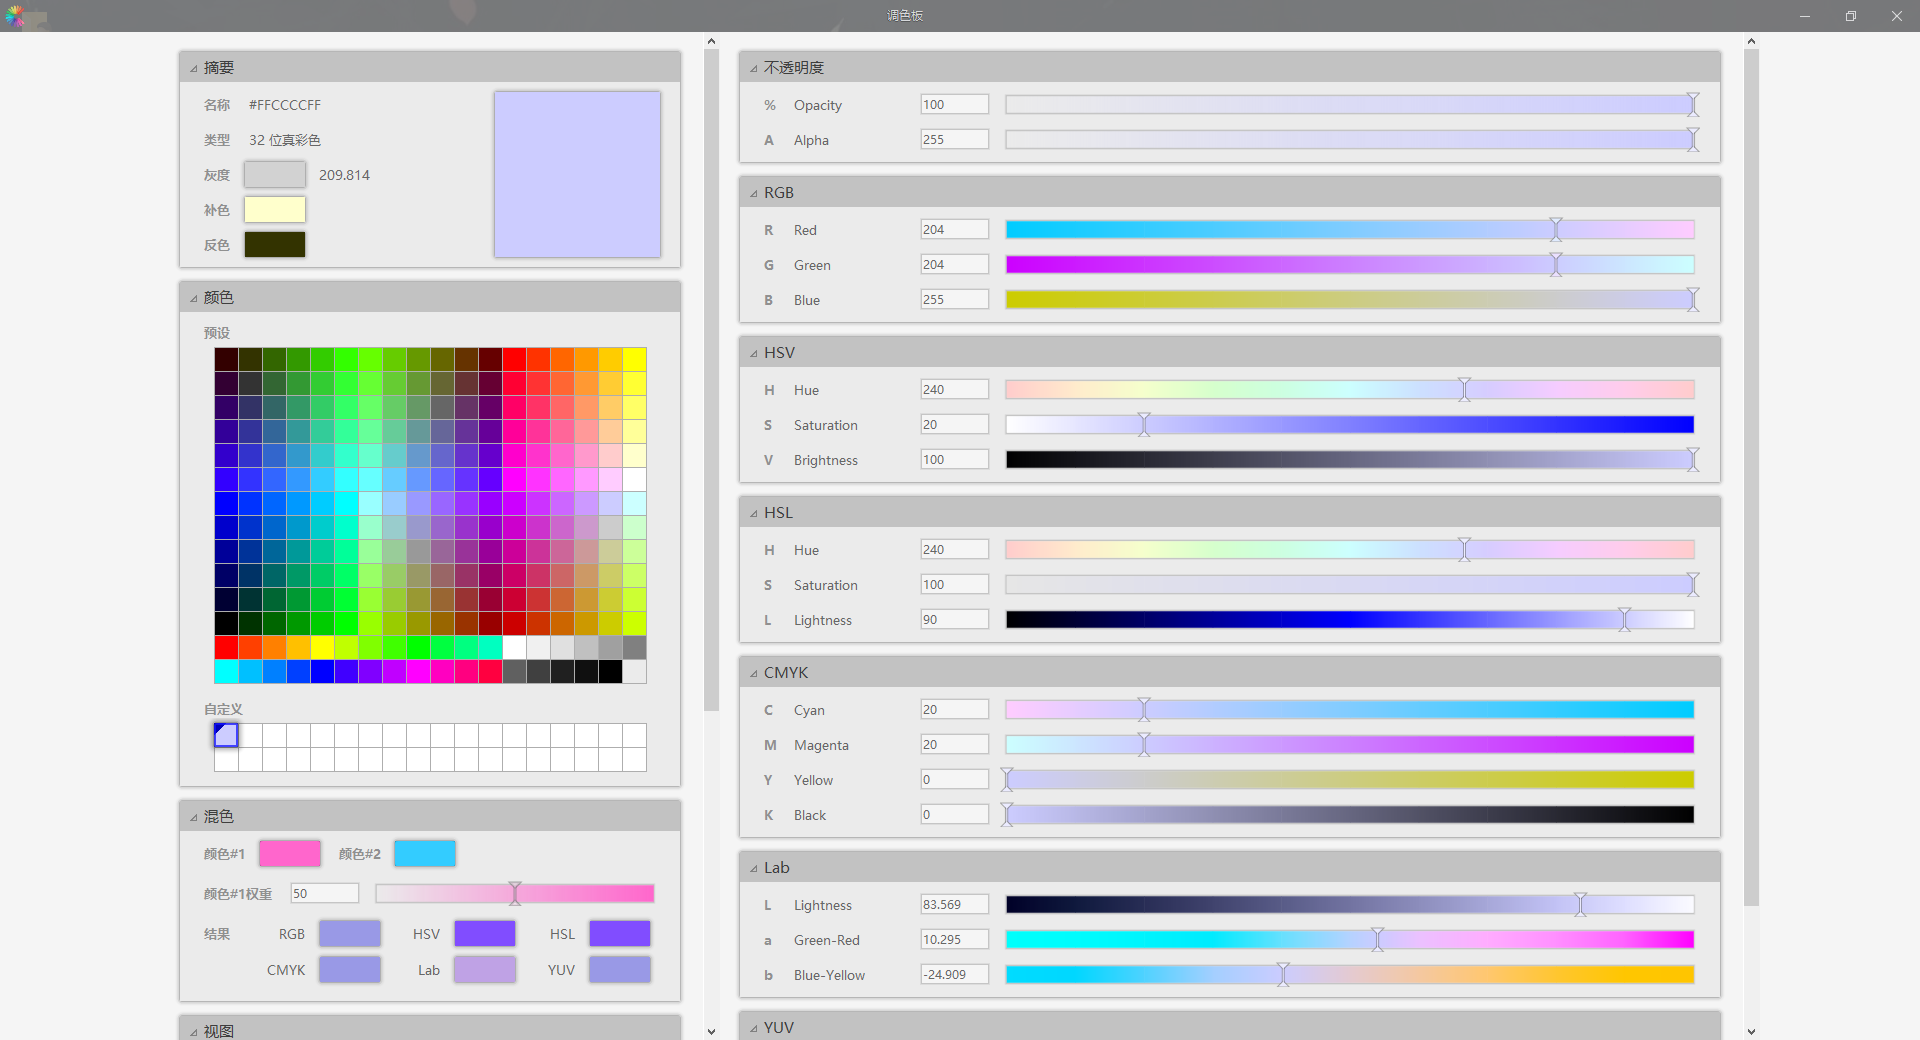 调色板
摘要
名称 #FFCCCCFF
类型 32 位真彩色
灰度 209.814
补色
反色
颜色
预设
自定义
混色
颜色#1 颜色#2
颜色#1权重 50
结果 RGB HSV HSL
CMYK Lab YUV
视图
不透明度
% Opacity 100
A Alpha 255
RGB
R Red 204
G Green 204
B Blue 255
HSV
H Hue 240
S Saturation 20
V Brightness 100
HSL
H Hue 240
S Saturation 100
L Lightness 90
CMYK
C Cyan 20
M Magenta 20
Y Yellow 0
K Black 0
Lab
L Lightness 83.569
a Green-Red 10.295
b Blue-Yellow -24.909
YUV